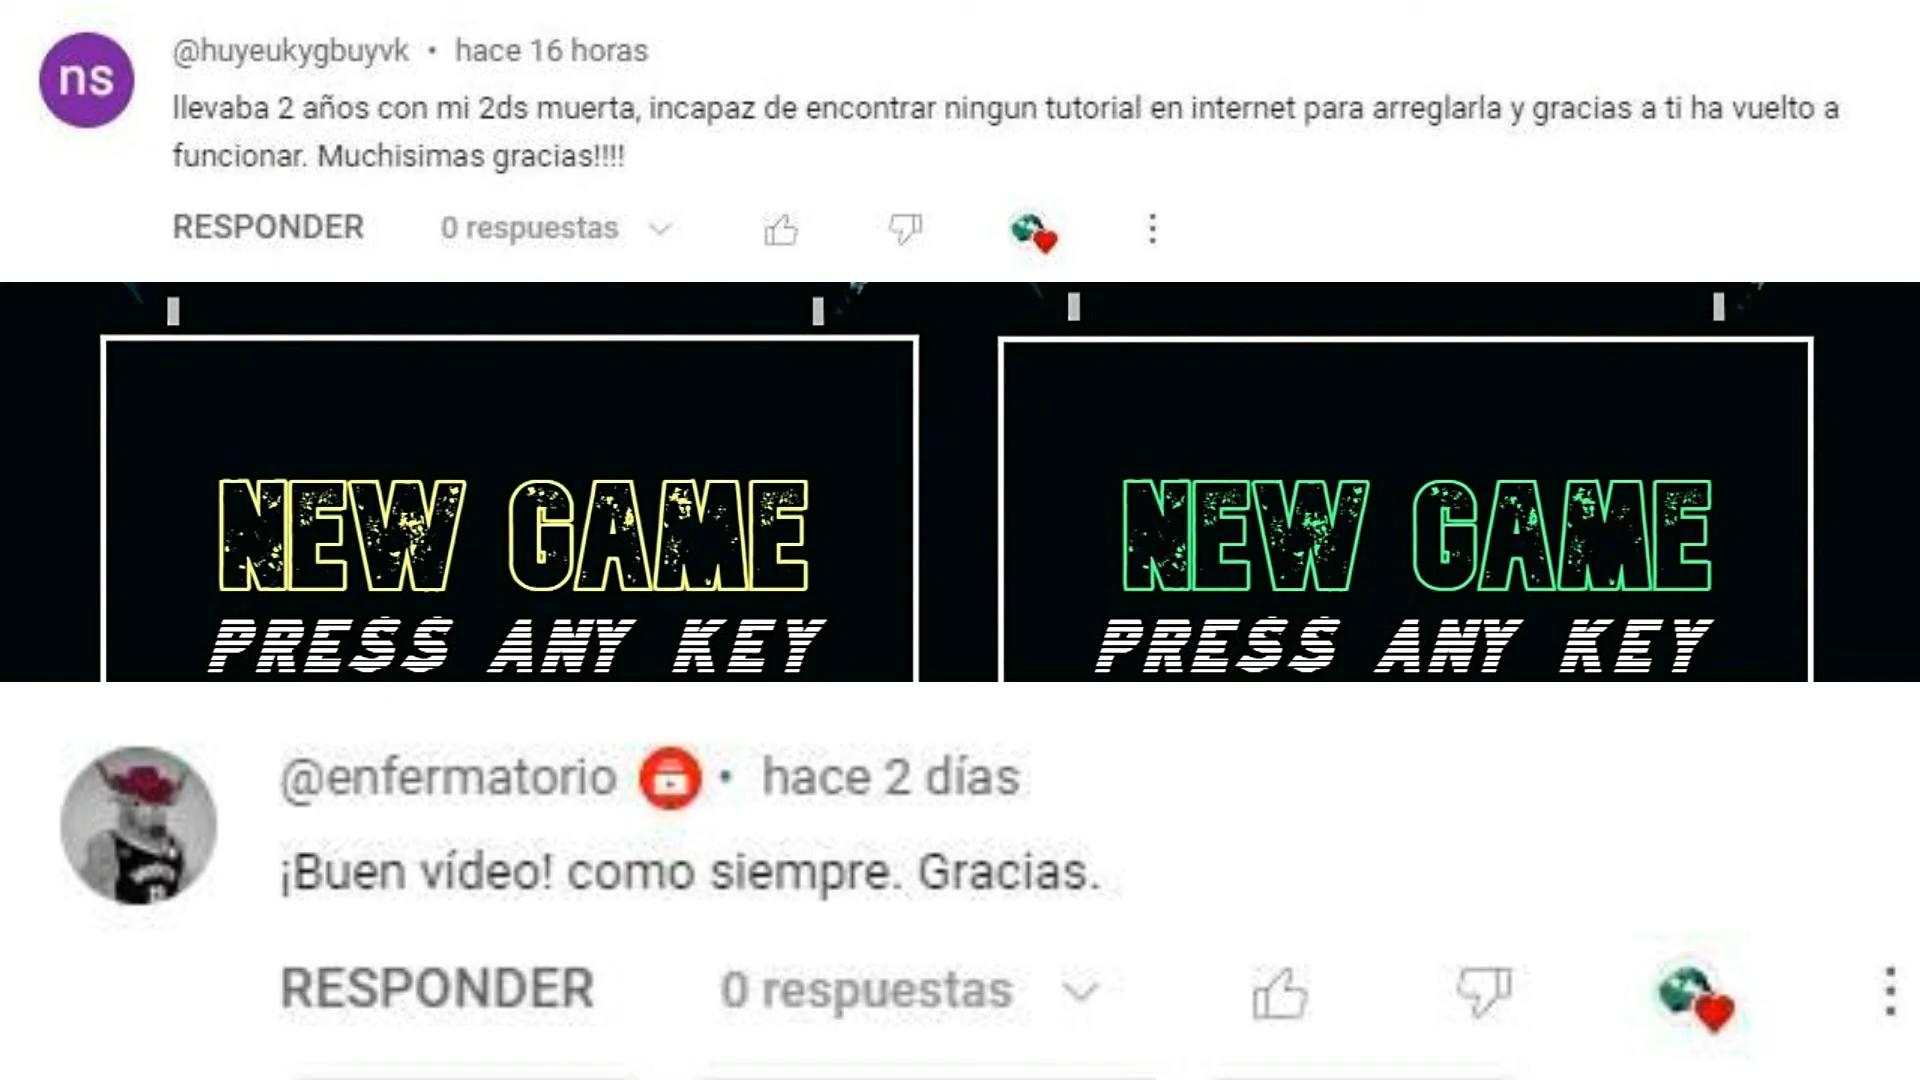 ns
@huyeukygbuyvk • hace 16 horas
llevaba 2 años con mi 2ds muerta, incapaz de encontrar ningun tutorial en internet para arreglarla y gracias a ti ha vuelto a
funcionar. Muchisimas gracias!!!!
RESPONDER 0 respuestas
NEW GAME
PRESS ANY KEY
NEW GAME
PRESS ANY KEY
@enfermatorio • hace 2 días
¡Buen vídeo! como siempre. Gracias.
RESPONDER 0 respuestas